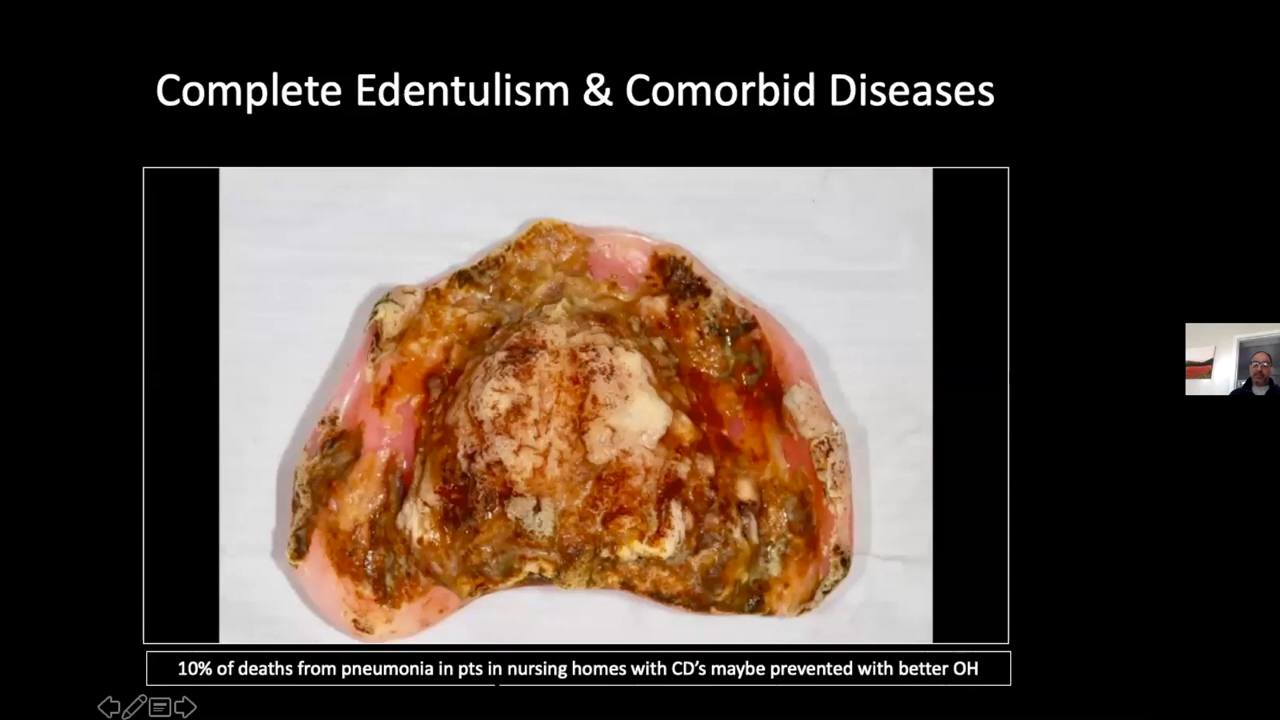 Complete Edentulism & Comorbid Diseases
10% of deaths from pneumonia in pts in nursing homes with CD's maybe prevented with better OH